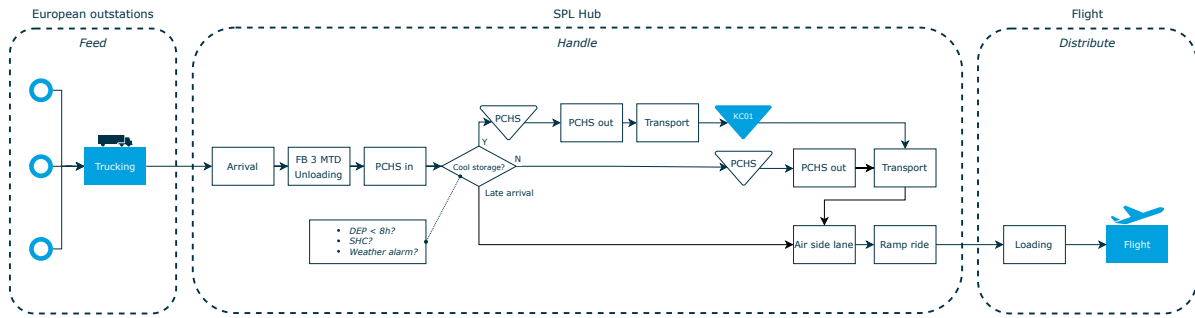 European outstations
SPL Hub
Flight
Feed
Handle
Distribute
PCHS
PCHS out
Transport
KC01
Y
Trucking
Arrival
FB 3 MTD
Unloading
PCHS in
Cool storage?
N
PCHS
PCHS out
Transport
Late arrival
• DEP < 8h?
• SHC?
• Weather alarm?
Air side lane
Ramp ride
Loading
Flight